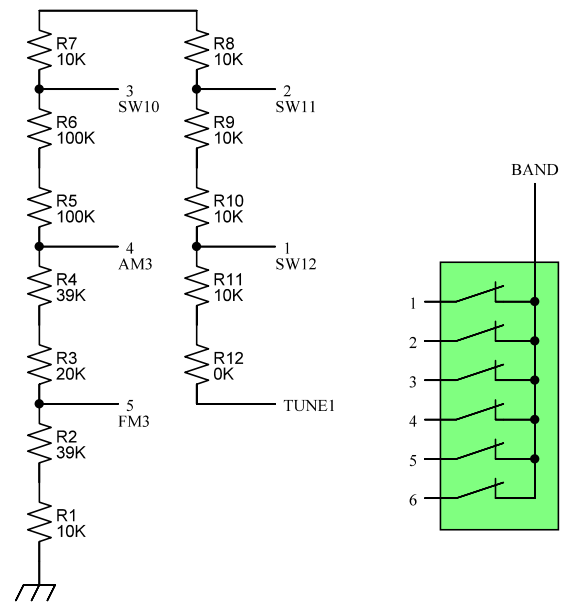 R7
10K
R8
10K
3
SW10
2
SW11
R6
100K
R9
10K
R5
100K
R10
10K
4
AM3
1
SW12
R4
39K
R11
10K
R3
20K
R12
0K
5
FM3
TUNE1
R2
39K
R1
10K
BAND
1
2
3
4
5
6